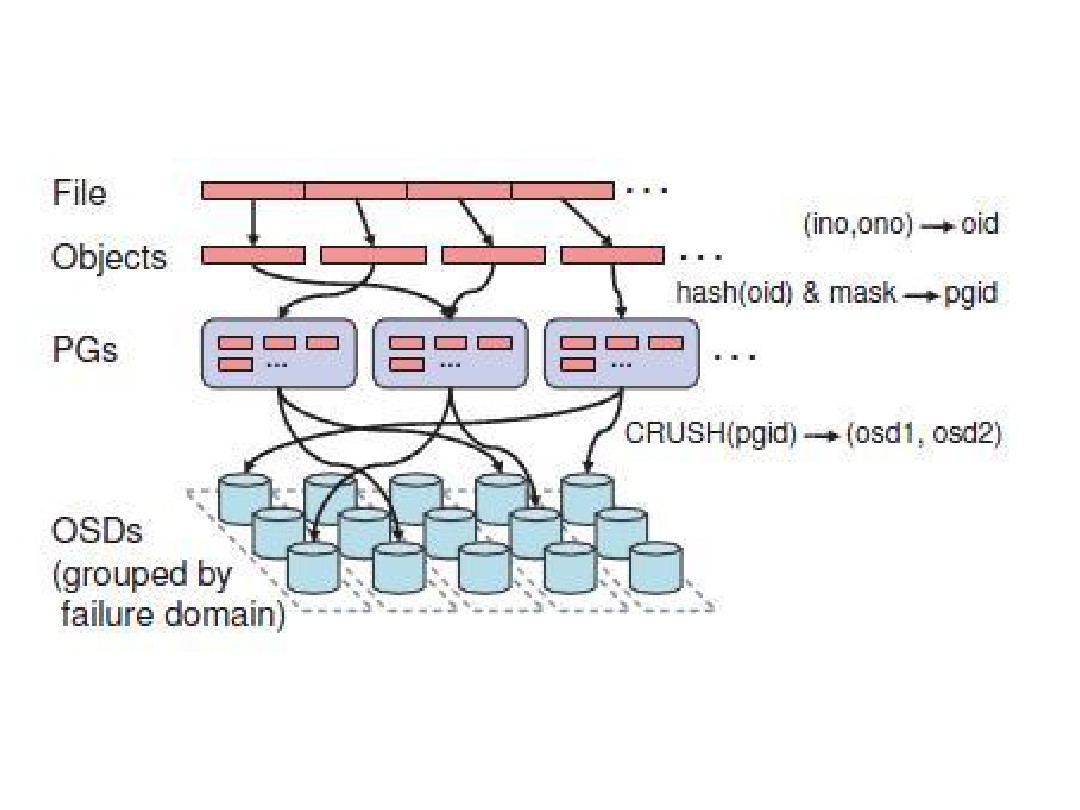 File
...
(ino,ono) → oid
Objects
...
hash(oid) & mask → pgid
PGs
... ... ... ...
CRUSH(pgid) → (osd1, osd2)
OSDs
(grouped by
failure domain)